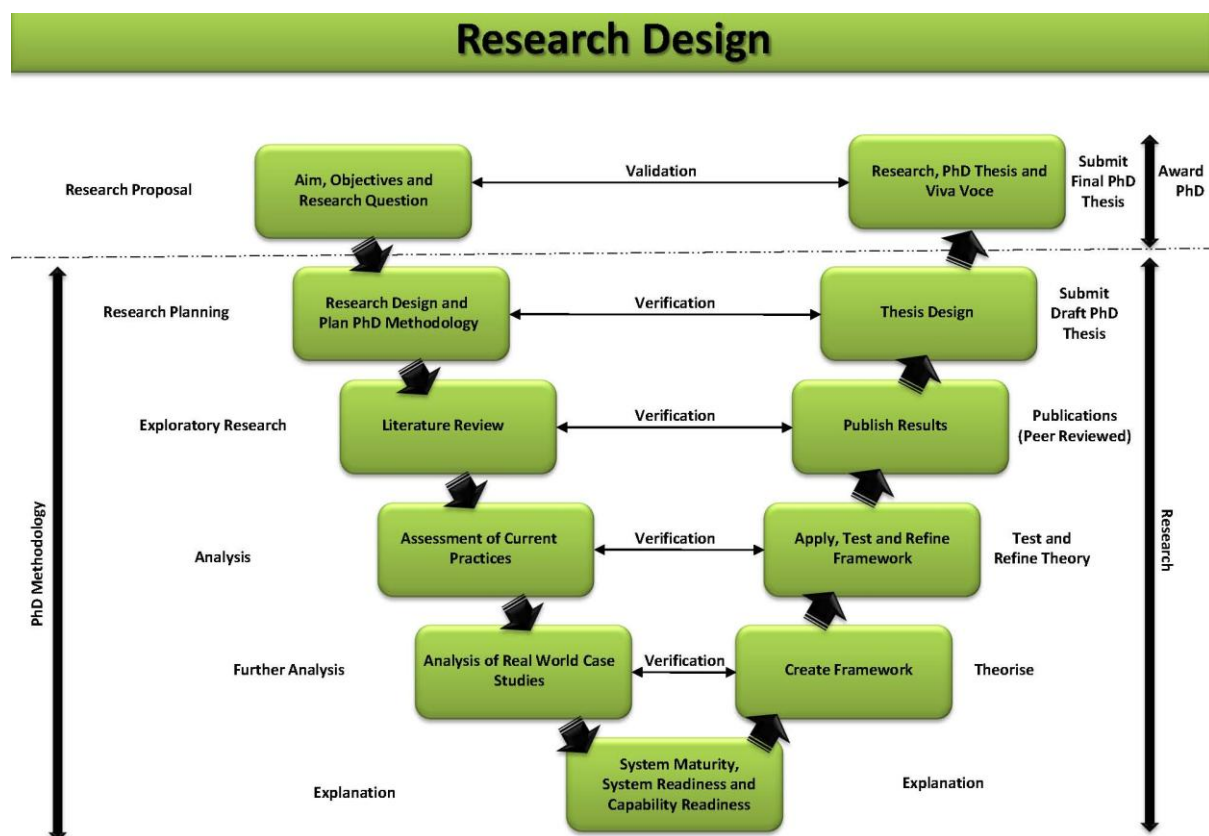 Research Design
Research Proposal
Aim, Objectives and
Research Question
Validation
Research, PhD Thesis and
Viva Voce
Submit
Final PhD
Thesis
Award
PhD
Research Planning
Research Design and
Plan PhD Methodology
Verification
Thesis Design
Submit
Draft PhD
Thesis
Exploratory Research
Literature Review
Verification
Publish Results
Publications
(Peer Reviewed)
PhD Methodology
Analysis
Assessment of Current
Practices
Verification
Apply, Test and Refine
Framework
Test and
Refine Theory
Research
Further Analysis
Analysis of Real World Case
Studies
Verification
Create Framework
Theorise
Explanation
System Maturity,
System Readiness and
Capability Readiness
Explanation